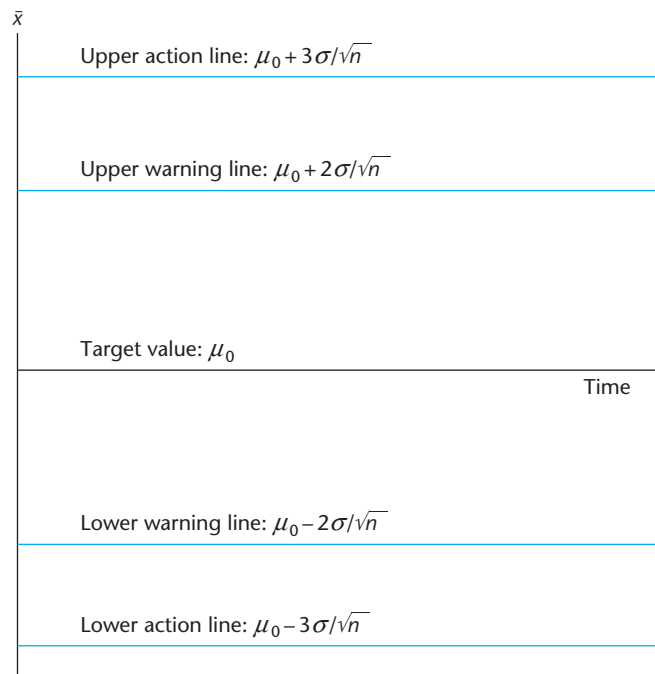 x̄
Upper action line: μ₀ + 3σ/√n
Upper warning line: μ₀ + 2σ/√n
Target value: μ₀
Time
Lower warning line: μ₀ – 2σ/√n
Lower action line: μ₀ – 3σ/√n